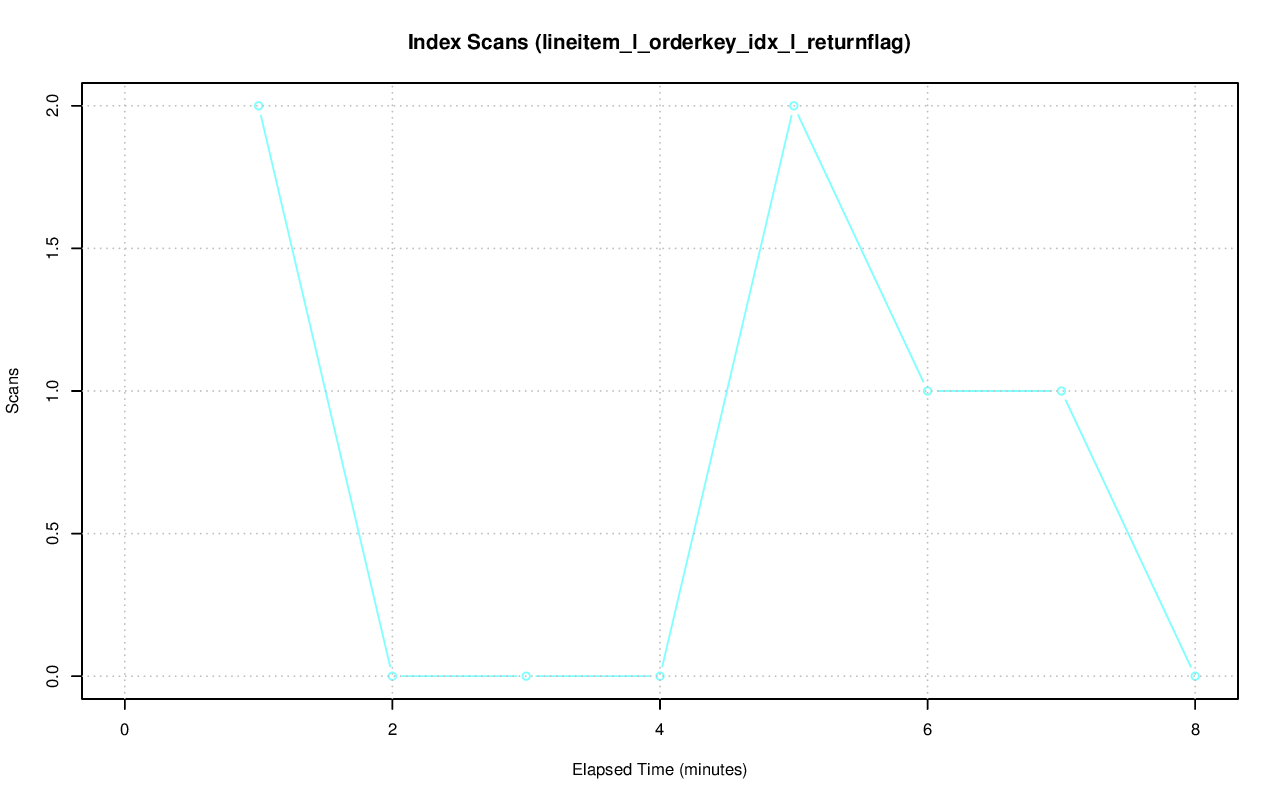 Index Scans (lineitem_l_orderkey_idx_l_returnflag)
2.0
1.5
1.0
0.5
0.0
Scans
0 2 4 6 8
Elapsed Time (minutes)